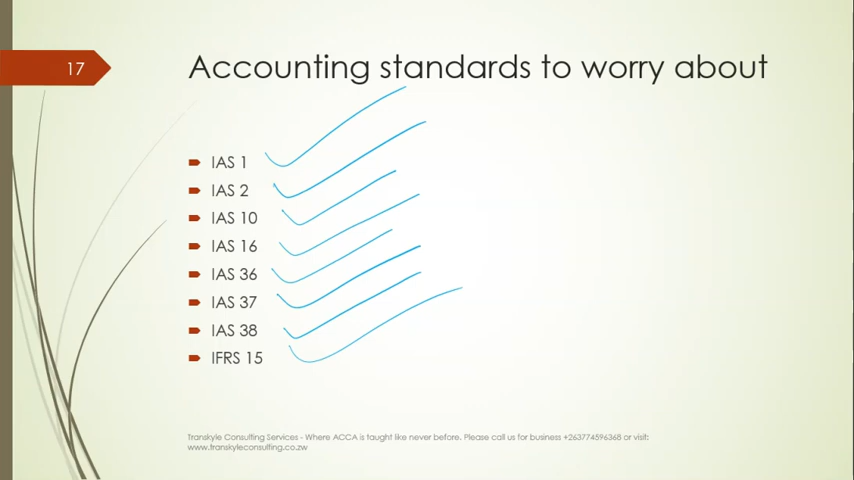 17
Accounting standards to worry about
IAS 1
IAS 2
IAS 10
IAS 16
IAS 36
IAS 37
IAS 38
IFRS 15
Transkyle Consulting Services - Where ACCA is taught like never before. Please call us for business +263774596368 or visit:
www.transkyleconsulting.co.zw